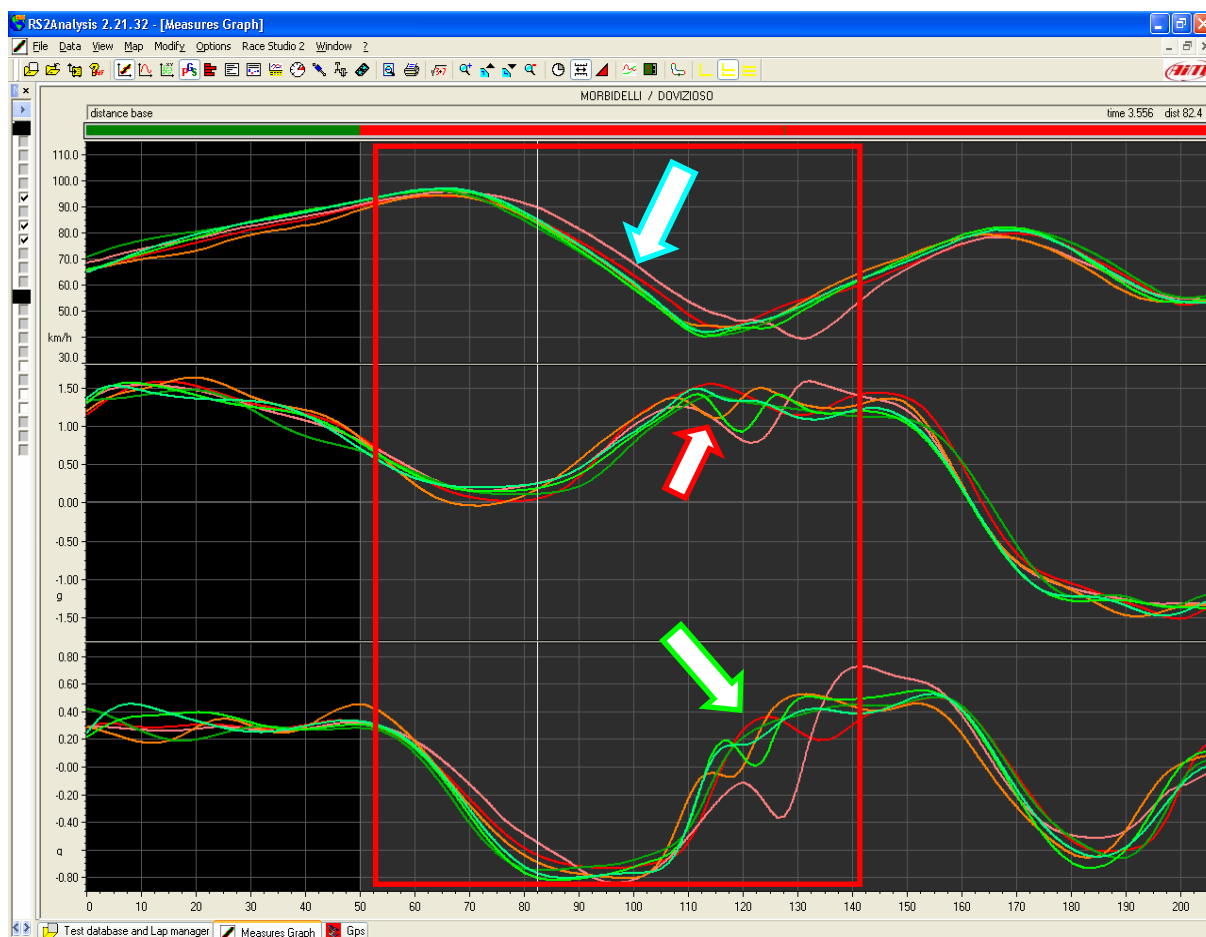 RS2Analysis 2.21.32 - [Measures Graph]
File Data View Map Modify Options Race Studio 2 Window ?
AiM
MORBIDELLI / DOVIZIOSO
distance base time 3.556 dist 82.4
110.0
100.0
90.0
80.0
70.0
60.0
50.0
km/h
30.0
1.50
1.00
0.50
0.00
-0.50
-1.00
g
-1.50
0.80
0.60
0.40
0.20
-0.00
-0.20
-0.40
g
-0.80
0 10 20 30 40 50 60 70 80 90 100 110 120 130 140 150 160 170 180 190 200
Test database and Lap manager Measures Graph Gps